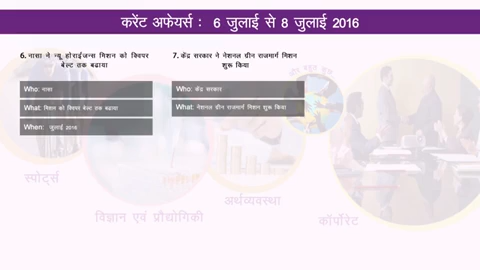 करेंट अफेयर्स : 6 जुलाई से 8 जुलाई 2016
6. नासा ने न्यू होराईजन्स मिशन को क्विपर
बेल्ट तक बढाया
Who: नासा
What: मिशन को क्विपर बेल्ट तक बढाया
When: जुलाई 2016
7. केंद्र सरकार ने नेशनल ग्रीन राजमार्ग मिशन
शुरू किया
Who: केंद्र सरकार
What: नेशनल ग्रीन राजमार्ग मिशन शुरू किया
स्पोर्ट्स
विज्ञान एवं प्रौद्योगिकी
अर्थव्यवस्था
कॉर्पोरेट